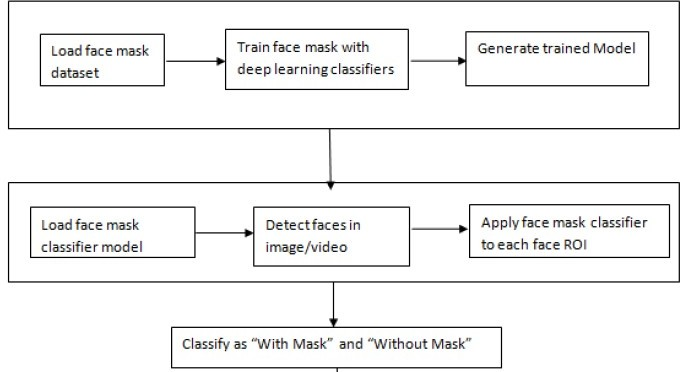 Load face mask
dataset
Train face mask with
deep learning classifiers
Generate trained Model
Load face mask
classifier model
Detect faces in
image/video
Apply face mask classifier
to each face ROI
Classify as “With Mask” and “Without Mask”